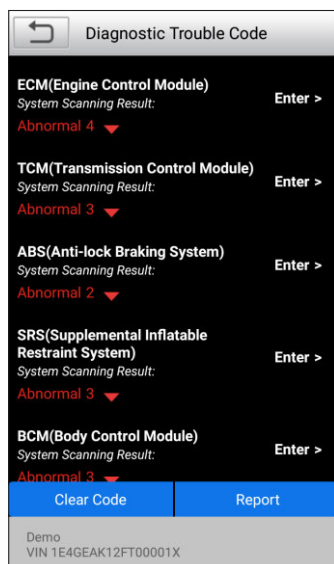 Diagnostic Trouble Code
ECM(Engine Control Module)
System Scanning Result:
Enter >
Abnormal 4
TCM(Transmission Control Module)
System Scanning Result:
Enter >
Abnormal 3
ABS(Anti-lock Braking System)
System Scanning Result:
Enter >
Abnormal 2
SRS(Supplemental Inflatable
Restraint System)
System Scanning Result:
Enter >
Abnormal 3
BCM(Body Control Module)
System Scanning Result:
Enter >
Abnormal 3
Clear Code
Report
Demo
VIN 1E4GEAK12FT00001X